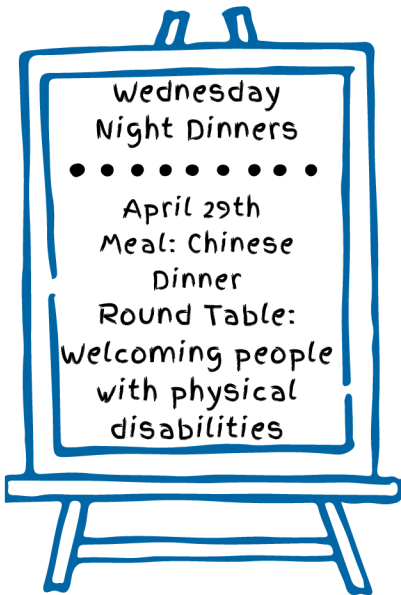 Wednesday
Night Dinners
April 29th
Meal: Chinese
Dinner
Round Table:
Welcoming people
with physical
disabilities